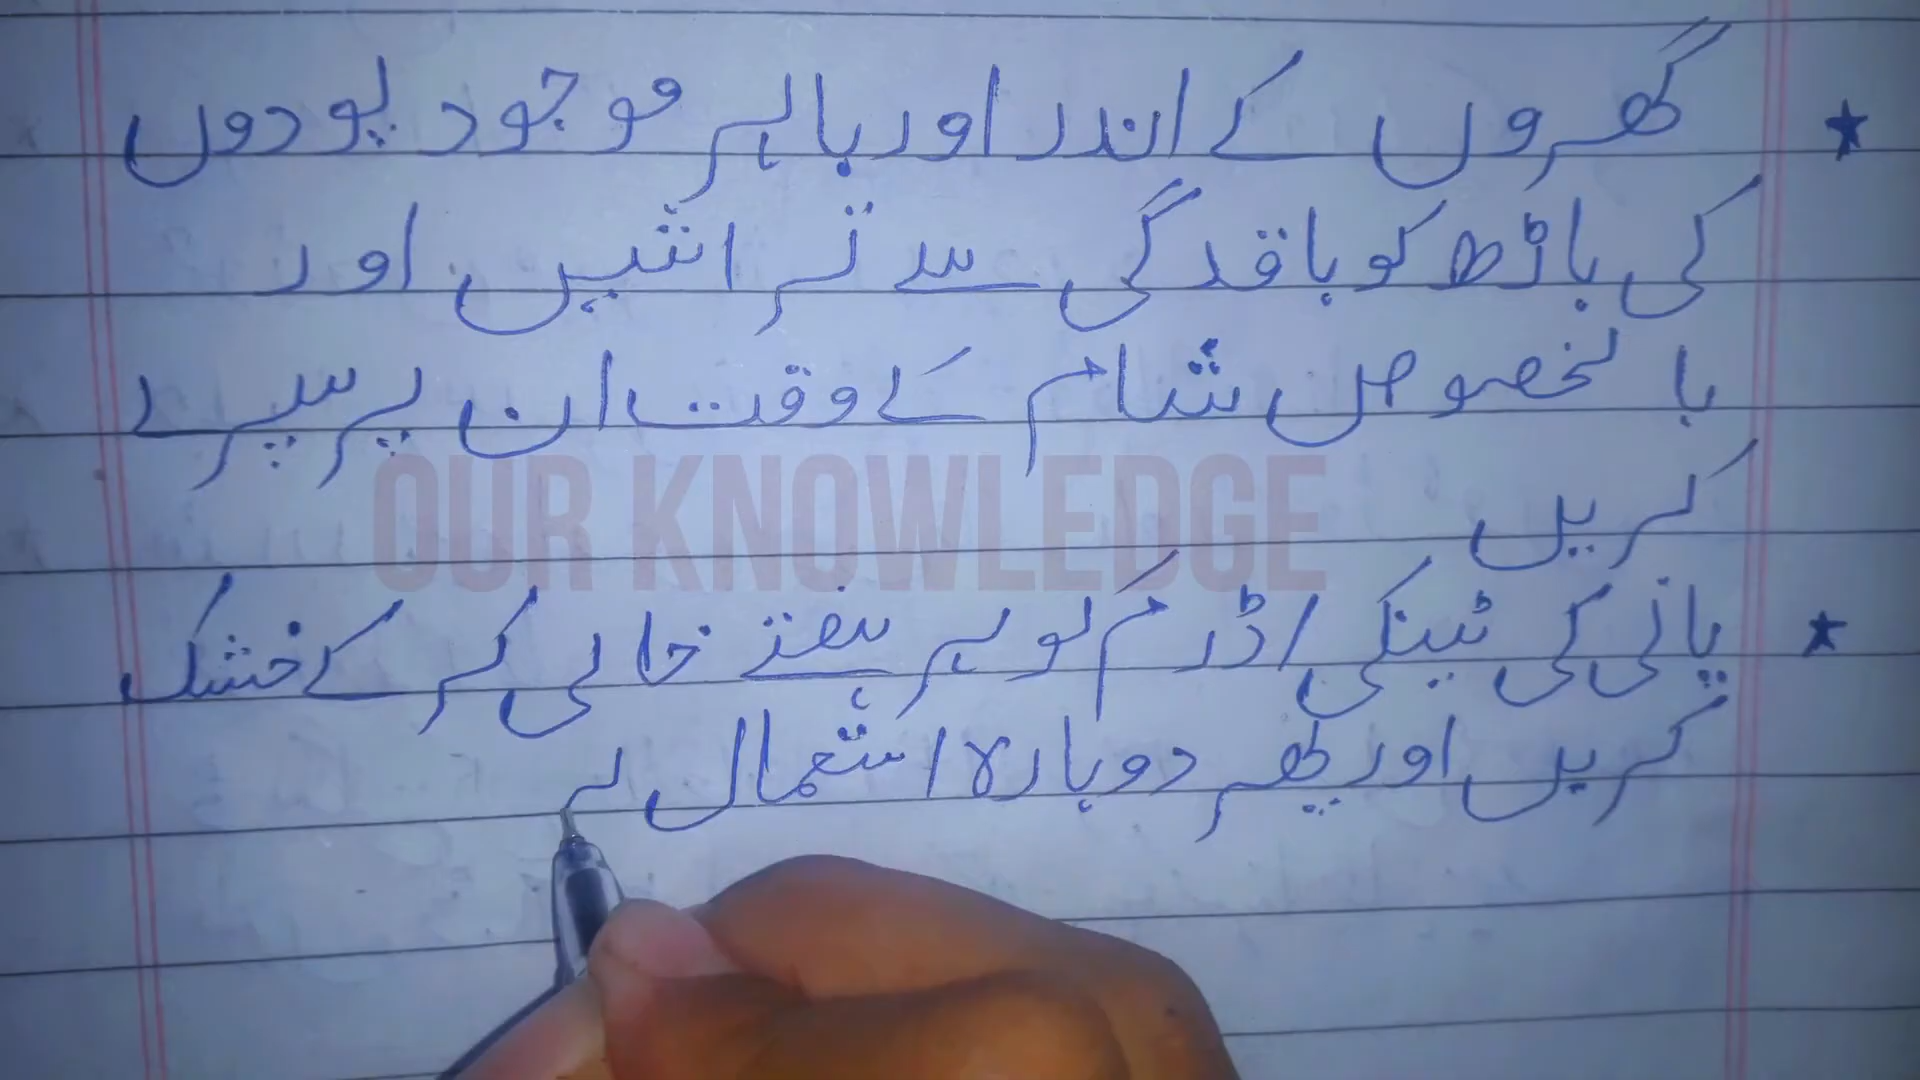 ★ گھروں کے اندر اور باہر موجود پودوں
کی باڑھ کو باقدگی سے تراشیں اور
بالخصوص شام کے وقت ان پر سپرے
کریں
★ پانی کی ٹینکی / ڈرم کو ہر ہفتے خالی کر کے خشک
کریں اور پھر دوبارہ استعمال
OUR KNOWLEDGE